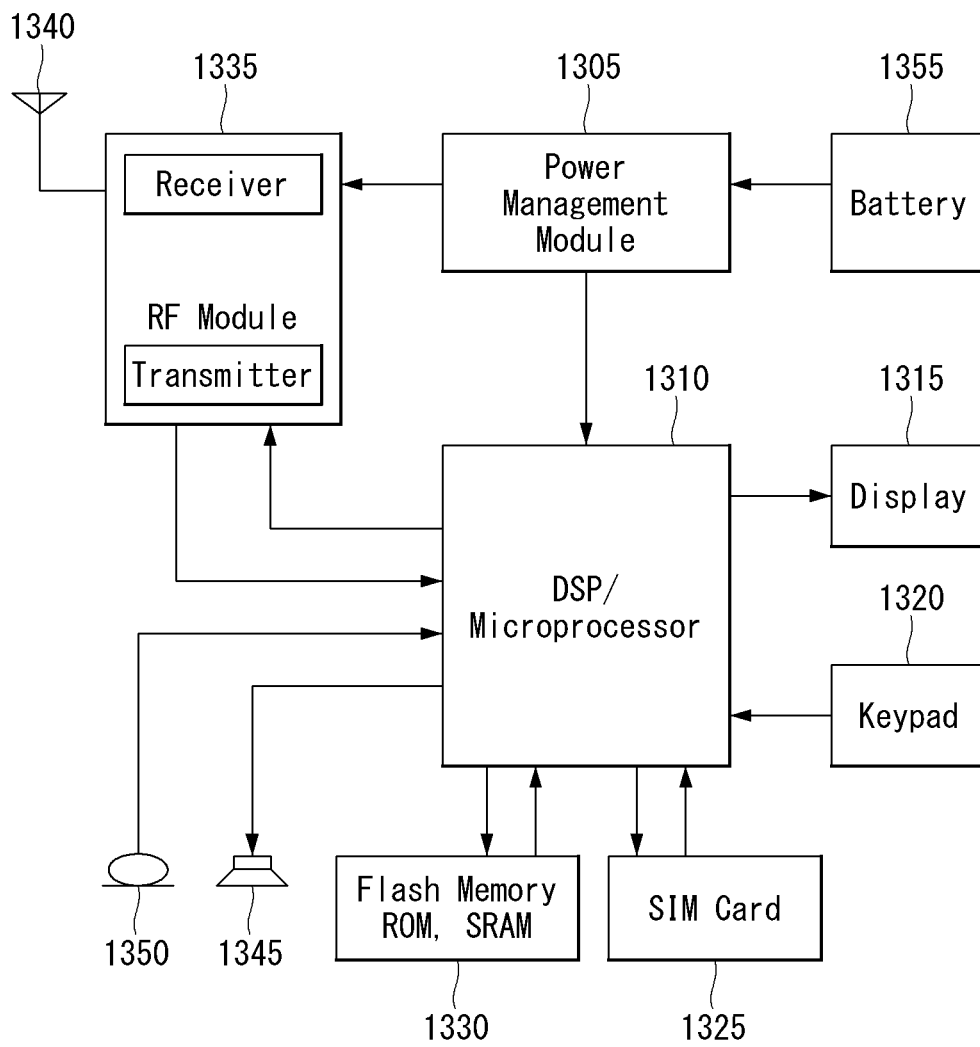 1340
1335
1305
1355
Receiver
RF Module
Transmitter
Power
Management
Module
Battery
1310
1315
DSP/
Microprocessor
Display
1320
Keypad
1350
1345
Flash Memory
ROM, SRAM
SIM Card
1330
1325